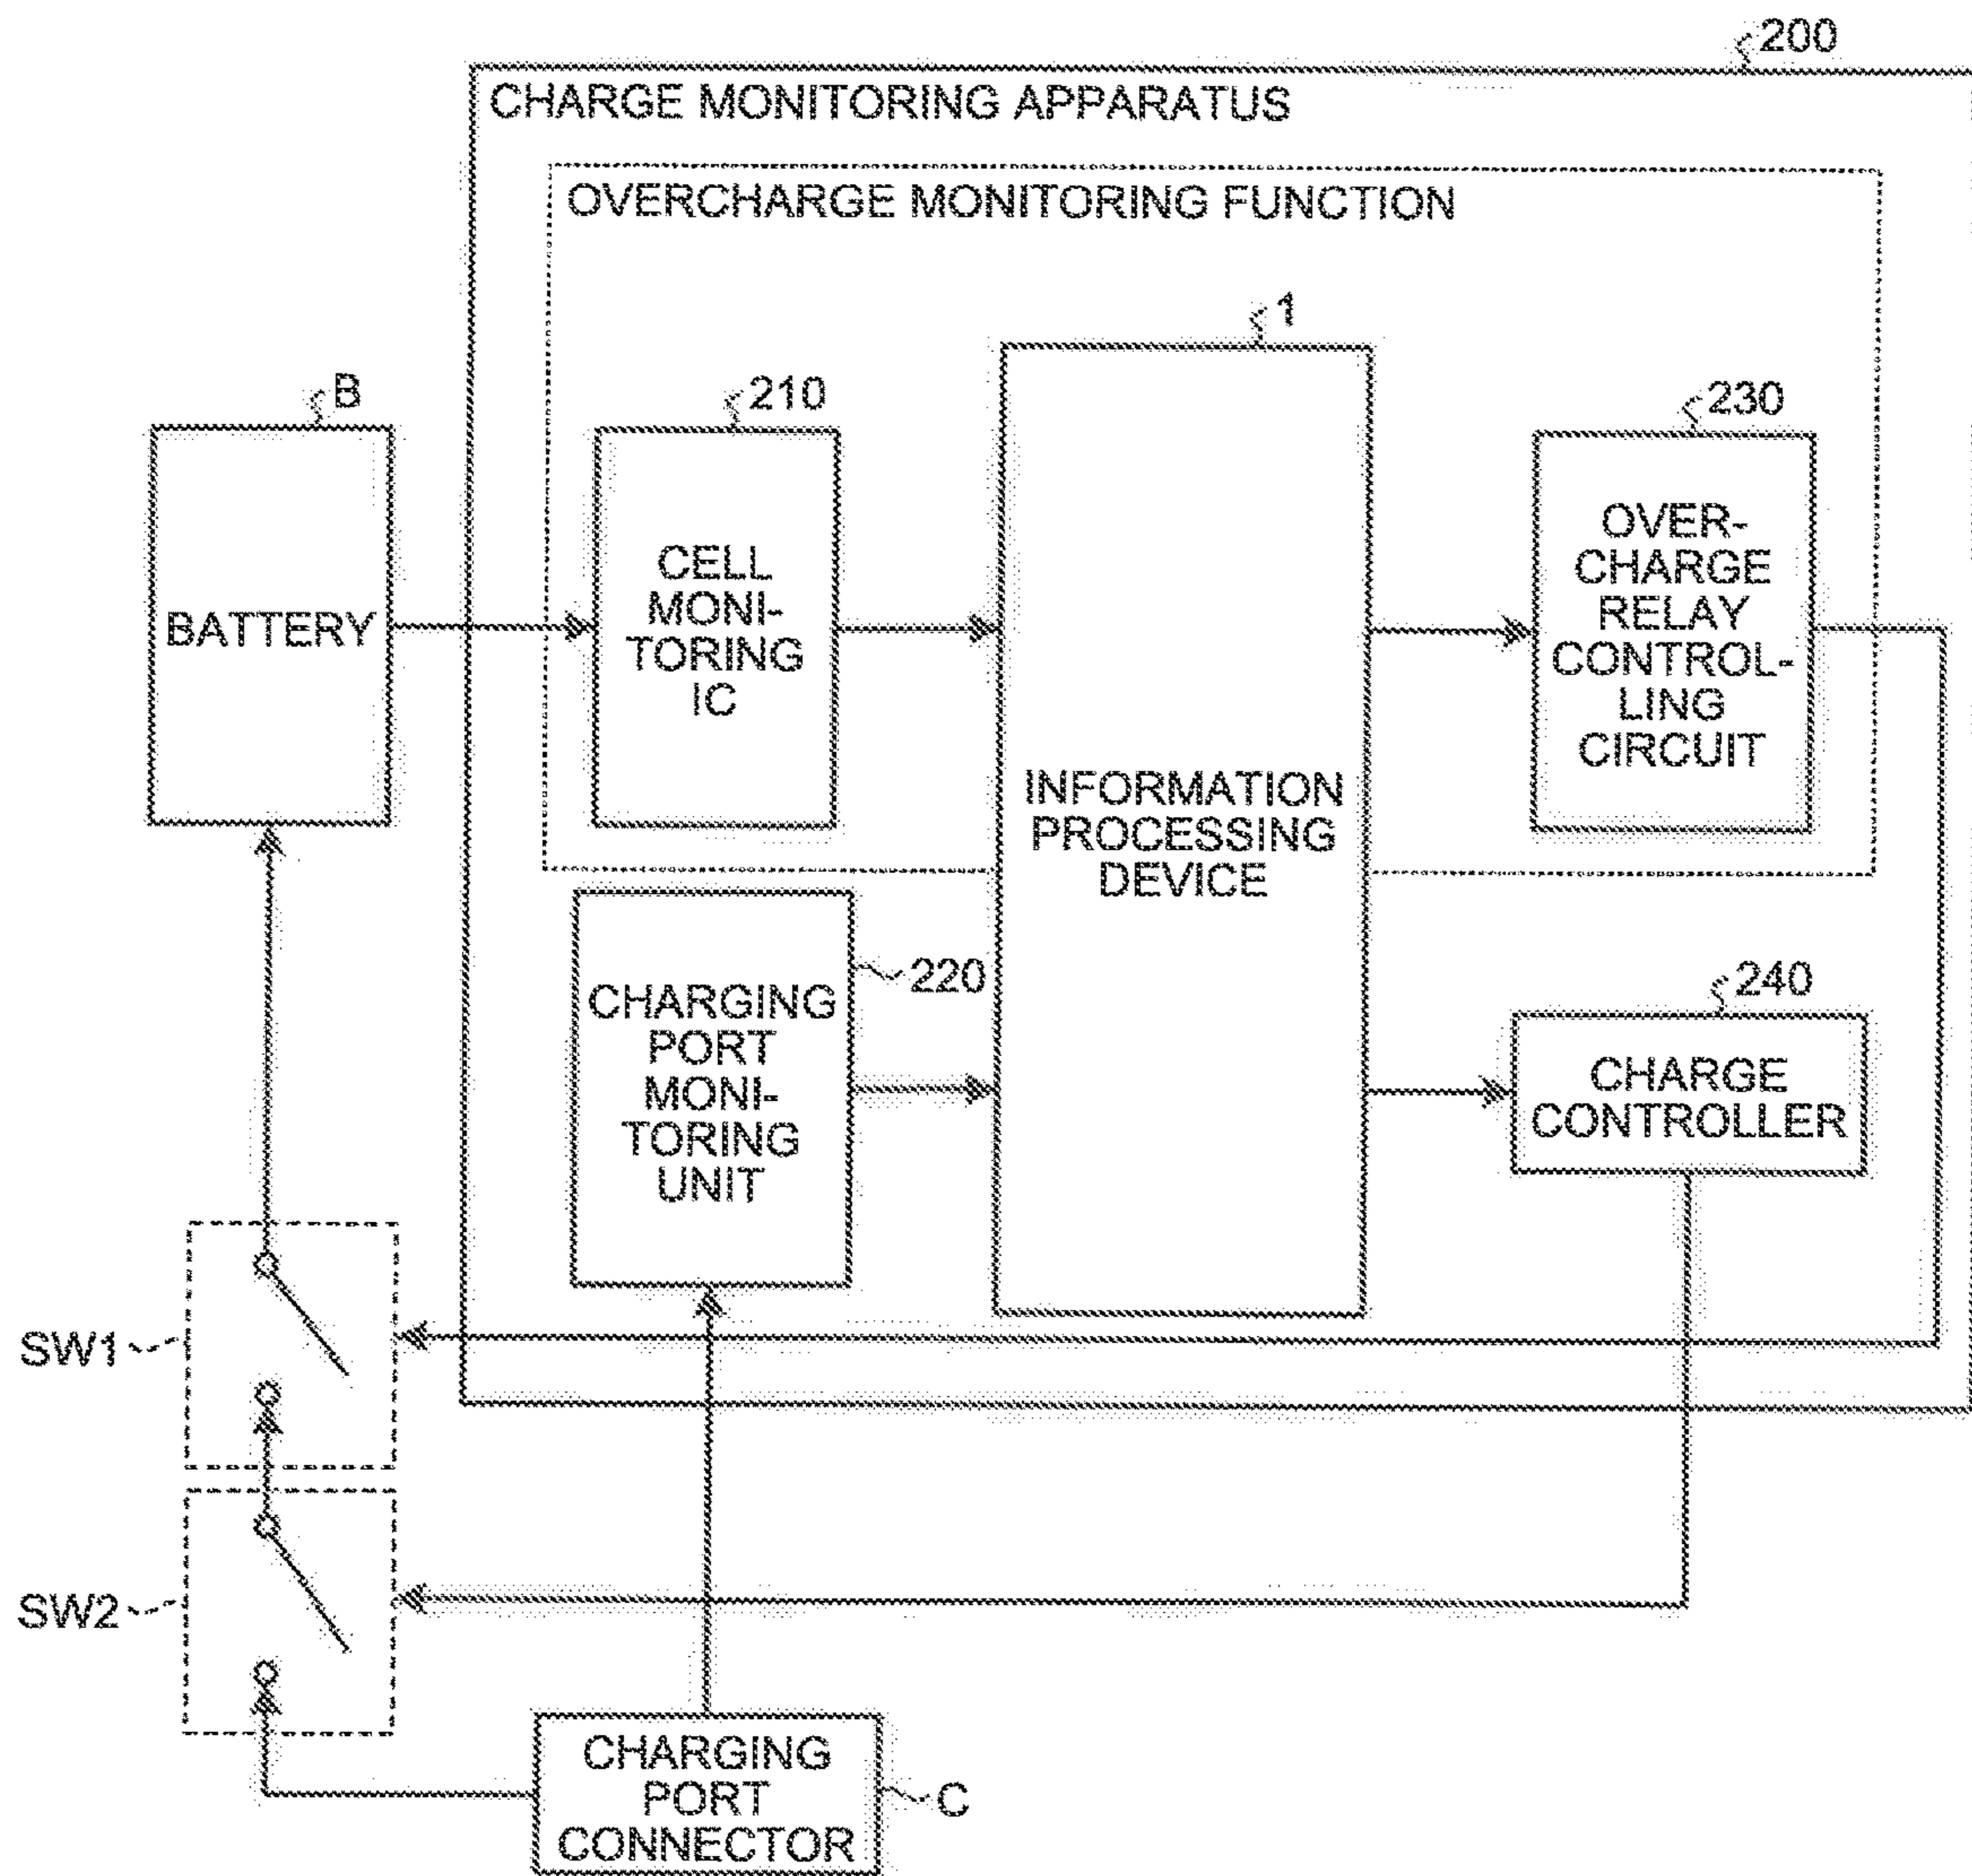 200
CHARGE MONITORING APPARATUS
OVERCHARGE MONITORING FUNCTION
1
B
210
230
BATTERY
CELL
MONI-
TORING
IC
OVER-
CHARGE
RELAY
CONTROL-
LING
CIRCUIT
INFORMATION
PROCESSING
DEVICE
220
CHARGING
PORT
MONI-
TORING
UNIT
240
CHARGE
CONTROLLER
SW1
SW2
CHARGING
PORT
CONNECTOR
C